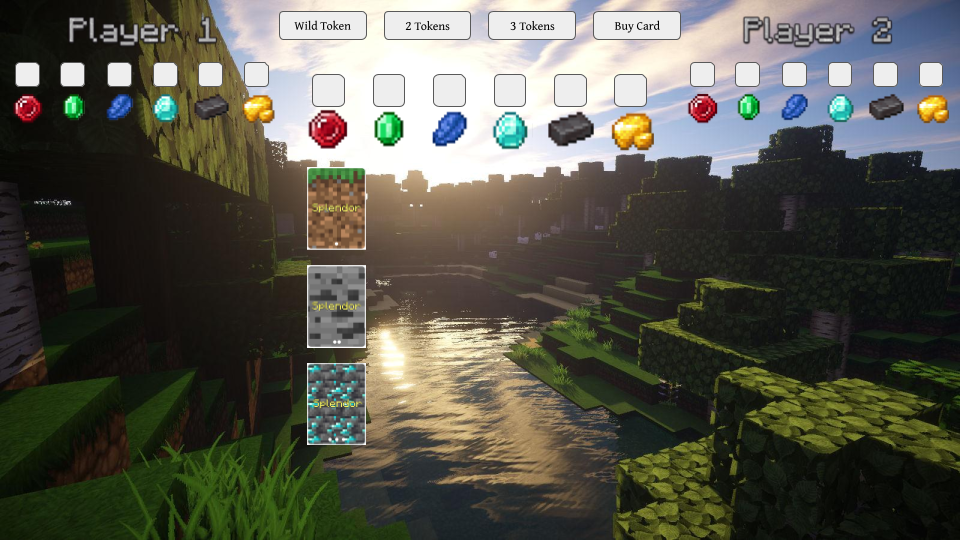 Player 1
Wild Token
2 Tokens
3 Tokens
Buy Card
Player 2
Splendor
Splendor
Splendor